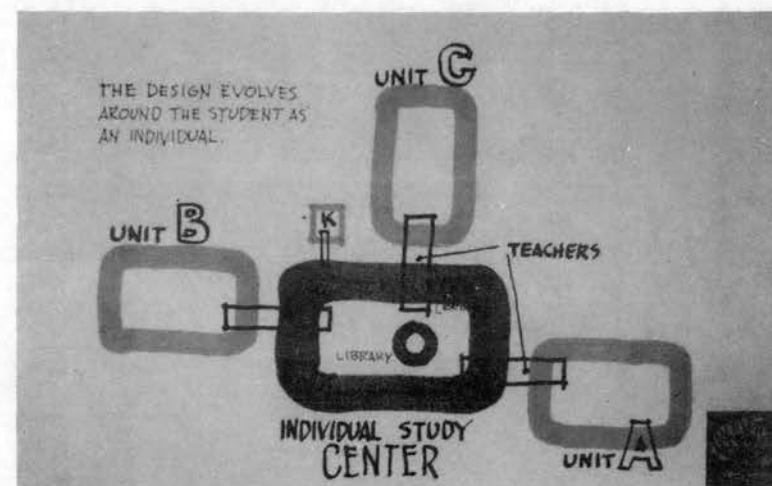 THE DESIGN EVOLVES
AROUND THE STUDENT AS
AN INDIVIDUAL.
UNIT C
UNIT B
K
TEACHERS
LIBRARY
INDIVIDUAL STUDY
CENTER
UNIT A